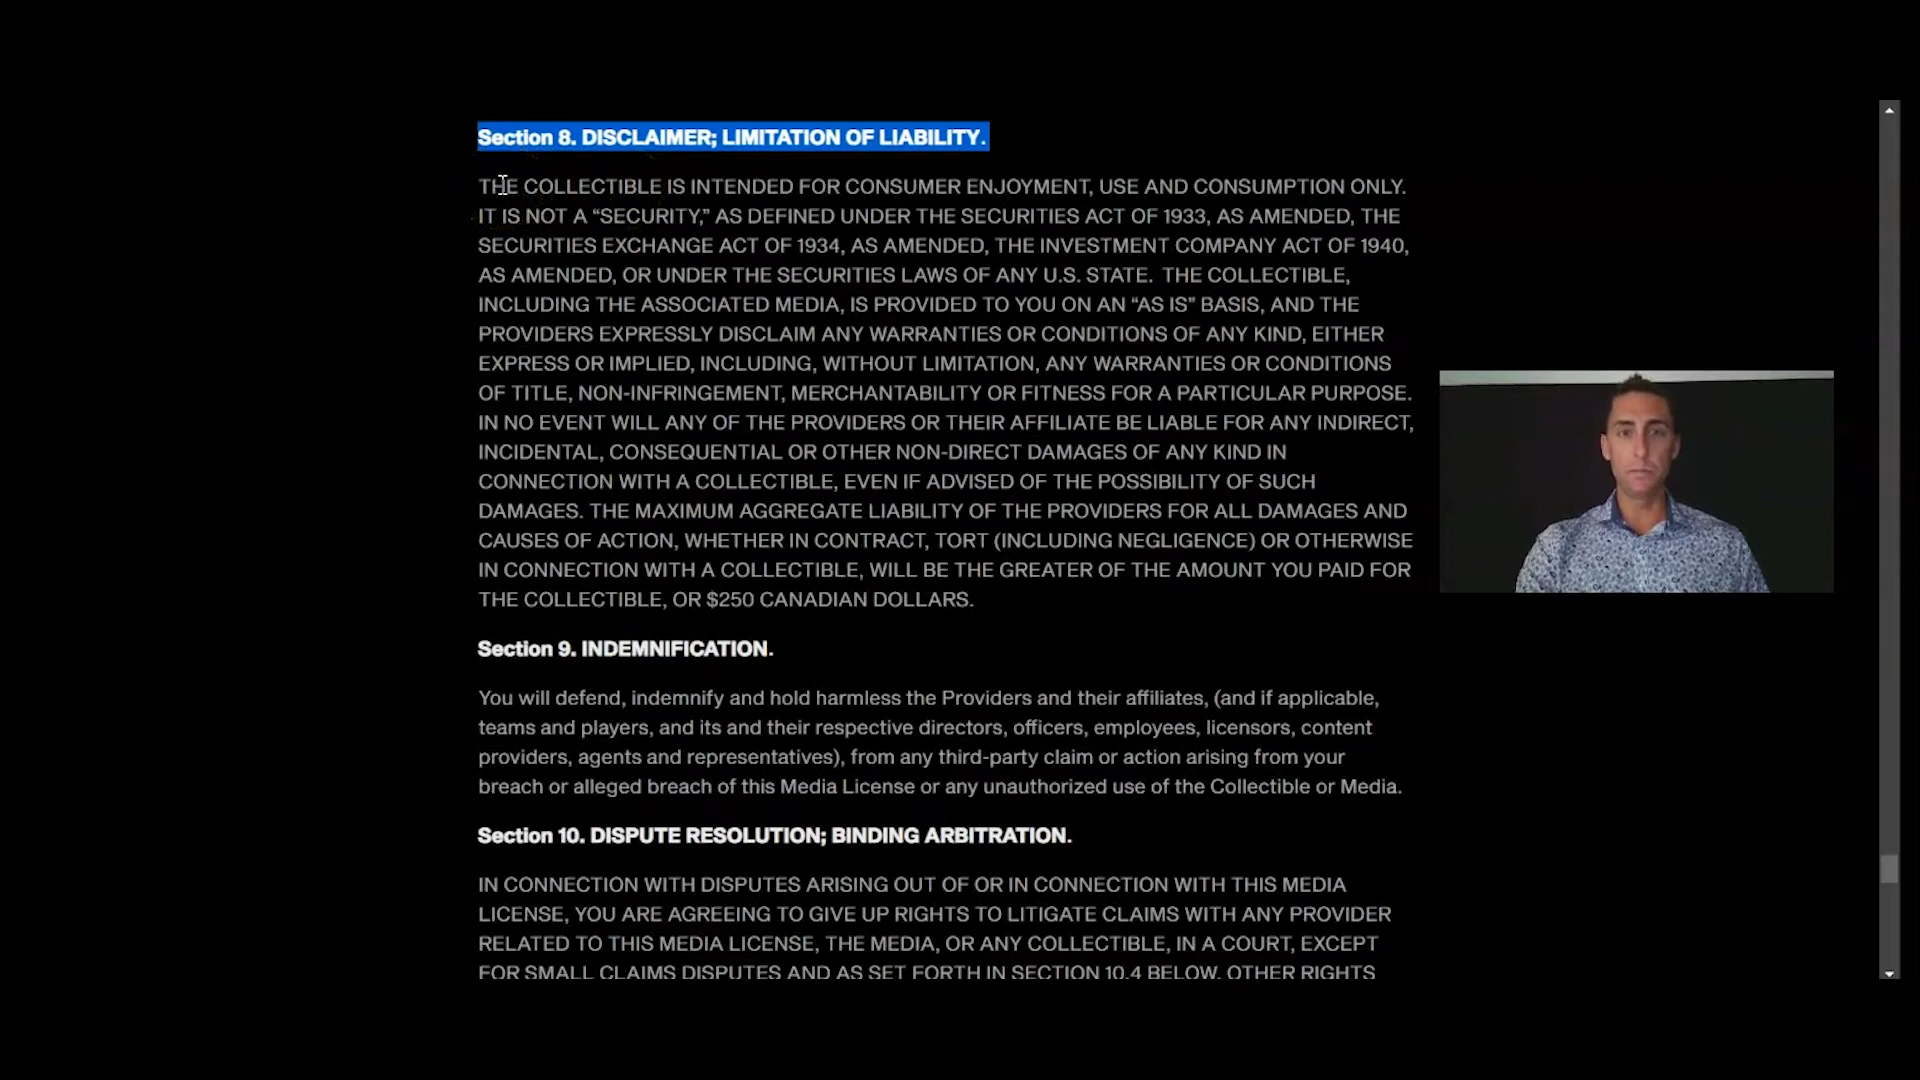 Section 8. DISCLAIMER; LIMITATION OF LIABILITY.
THE COLLECTIBLE IS INTENDED FOR CONSUMER ENJOYMENT, USE AND CONSUMPTION ONLY.
IT IS NOT A “SECURITY,” AS DEFINED UNDER THE SECURITIES ACT OF 1933, AS AMENDED, THE
SECURITIES EXCHANGE ACT OF 1934, AS AMENDED, THE INVESTMENT COMPANY ACT OF 1940,
AS AMENDED, OR UNDER THE SECURITIES LAWS OF ANY U.S. STATE. THE COLLECTIBLE,
INCLUDING THE ASSOCIATED MEDIA, IS PROVIDED TO YOU ON AN “AS IS” BASIS, AND THE
PROVIDERS EXPRESSLY DISCLAIM ANY WARRANTIES OR CONDITIONS OF ANY KIND, EITHER
EXPRESS OR IMPLIED, INCLUDING, WITHOUT LIMITATION, ANY WARRANTIES OR CONDITIONS
OF TITLE, NON-INFRINGEMENT, MERCHANTABILITY OR FITNESS FOR A PARTICULAR PURPOSE.
IN NO EVENT WILL ANY OF THE PROVIDERS OR THEIR AFFILIATE BE LIABLE FOR ANY INDIRECT,
INCIDENTAL, CONSEQUENTIAL OR OTHER NON-DIRECT DAMAGES OF ANY KIND IN
CONNECTION WITH A COLLECTIBLE, EVEN IF ADVISED OF THE POSSIBILITY OF SUCH
DAMAGES. THE MAXIMUM AGGREGATE LIABILITY OF THE PROVIDERS FOR ALL DAMAGES AND
CAUSES OF ACTION, WHETHER IN CONTRACT, TORT (INCLUDING NEGLIGENCE) OR OTHERWISE
IN CONNECTION WITH A COLLECTIBLE, WILL BE THE GREATER OF THE AMOUNT YOU PAID FOR
THE COLLECTIBLE, OR $250 CANADIAN DOLLARS.
Section 9. INDEMNIFICATION.
You will defend, indemnify and hold harmless the Providers and their affiliates, (and if applicable,
teams and players, and its and their respective directors, officers, employees, licensors, content
providers, agents and representatives), from any third-party claim or action arising from your
breach or alleged breach of this Media License or any unauthorized use of the Collectible or Media.
Section 10. DISPUTE RESOLUTION; BINDING ARBITRATION.
IN CONNECTION WITH DISPUTES ARISING OUT OF OR IN CONNECTION WITH THIS MEDIA
LICENSE, YOU ARE AGREEING TO GIVE UP RIGHTS TO LITIGATE CLAIMS WITH ANY PROVIDER
RELATED TO THIS MEDIA LICENSE, THE MEDIA, OR ANY COLLECTIBLE, IN A COURT, EXCEPT
FOR SMALL CLAIMS DISPUTES AND AS SET FORTH IN SECTION 10.4 BELOW. OTHER RIGHTS